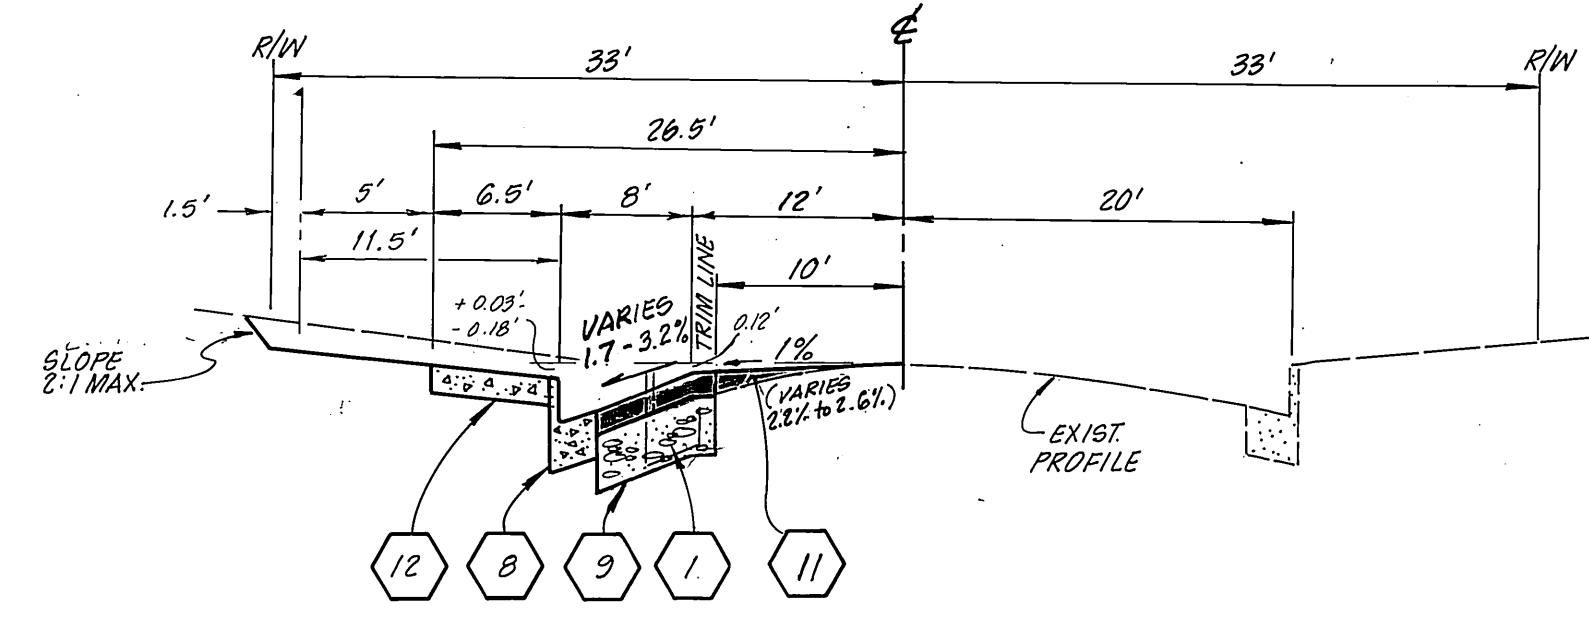 ℄
R/W
33'
33'
R/W
26.5'
1.5'
5'
6.5'
8'
12'
20'
11.5'
10'
TRIM LINE
+ 0.03'-
- 0.18'
VARIES
1.7 - 3.2%
0.12'
1%
(VARIES
2.2% to 2.6%)
SLOPE
2:1 MAX.
EXIST.
PROFILE
12
8
9
1.
11